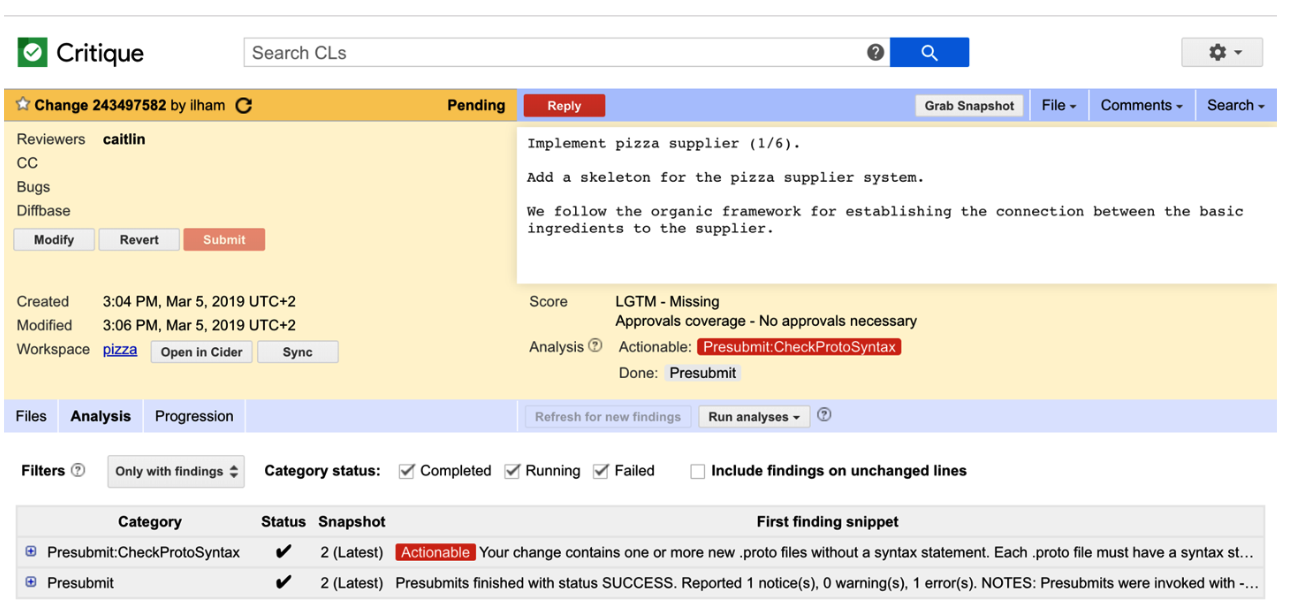 Critique
Search CLs
Change 243497582 by ilham
Pending
Reply
Grab Snapshot
File
Comments
Search
Reviewers caitlin
CC
Bugs
Diffbase
Modify Revert Submit
Implement pizza supplier (1/6).
Add a skeleton for the pizza supplier system.
We follow the organic framework for establishing the connection between the basic
ingredients to the supplier.
Created 3:04 PM, Mar 5, 2019 UTC+2
Modified 3:06 PM, Mar 5, 2019 UTC+2
Workspace pizza Open in Cider Sync
Score LGTM - Missing
Approvals coverage - No approvals necessary
Analysis ? Actionable: Presubmit:CheckProtoSyntax
Done: Presubmit
Files Analysis Progression
Refresh for new findings Run analyses ?
Filters ? Only with findings Category status: Completed Running Failed Include findings on unchanged lines
Category Status Snapshot First finding snippet
Presubmit:CheckProtoSyntax ✔ 2 (Latest) Actionable Your change contains one or more new .proto files without a syntax statement. Each .proto file must have a syntax st...
Presubmit ✔ 2 (Latest) Presubmits finished with status SUCCESS. Reported 1 notice(s), 0 warning(s), 1 error(s). NOTES: Presubmits were invoked with -...